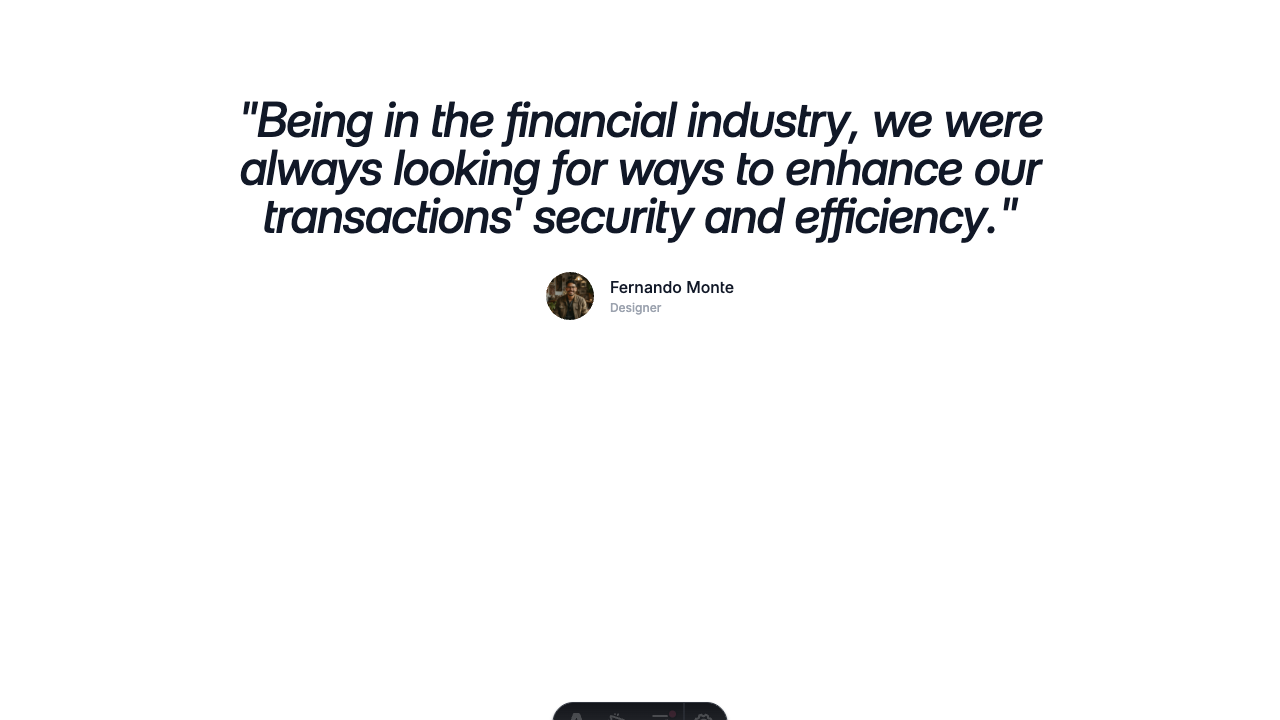 "Being in the financial industry, we were
always looking for ways to enhance our
transactions' security and efficiency."
Fernando Monte
Designer